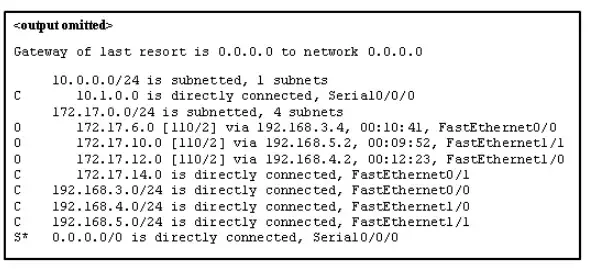 <output omitted>
Gateway of last resort is 0.0.0.0 to network 0.0.0.0
10.0.0.0/24 is subnetted, 1 subnets
C 10.1.0.0 is directly connected, Serial0/0/0
172.17.0.0/24 is subnetted, 4 subnets
O 172.17.6.0 [110/2] via 192.168.3.4, 00:10:41, FastEthernet0/0
O 172.17.10.0 [110/2] via 192.168.5.2, 00:09:52, FastEthernet1/1
O 172.17.12.0 [110/2] via 192.168.4.2, 00:12:23, FastEthernet1/0
C 172.17.14.0 is directly connected, FastEthernet0/1
C 192.168.3.0/24 is directly connected, FastEthernet0/0
C 192.168.4.0/24 is directly connected, FastEthernet1/0
C 192.168.5.0/24 is directly connected, FastEthernet1/1
S* 0.0.0.0/0 is directly connected, Serial0/0/0